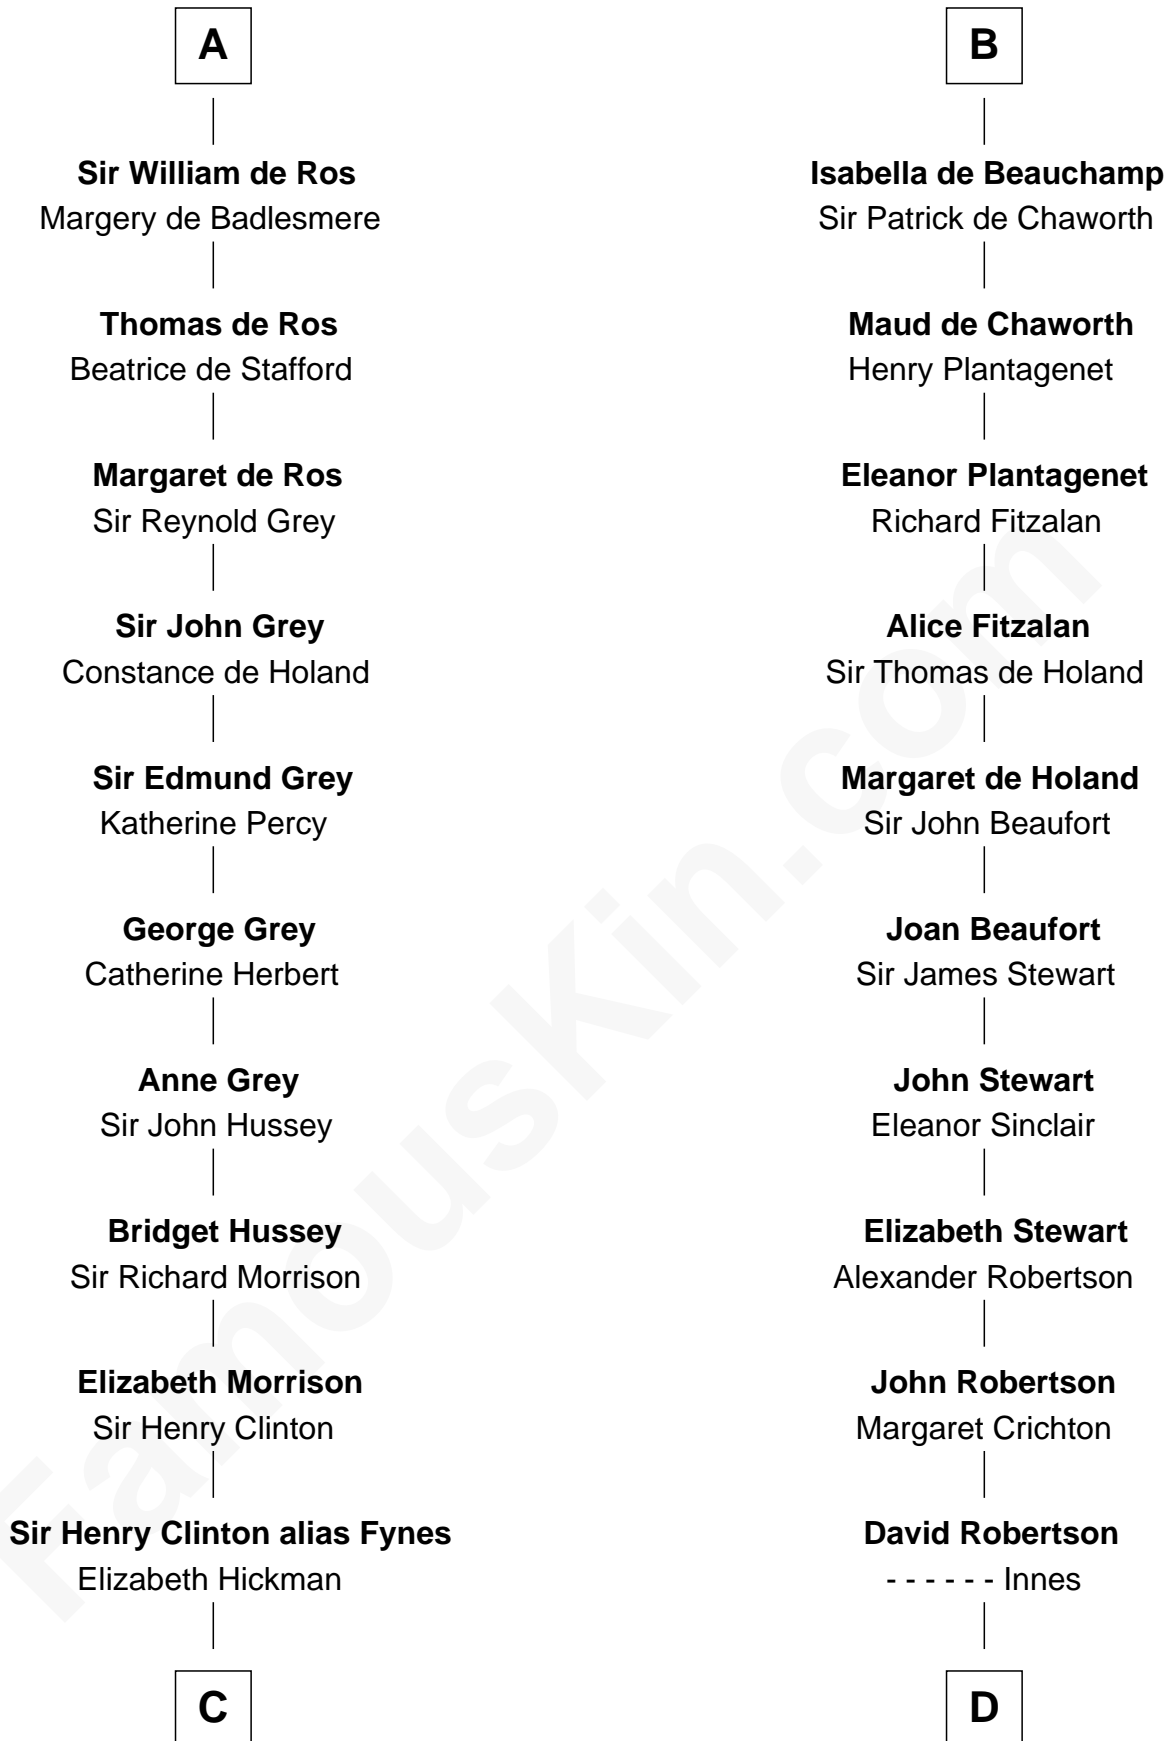 A
Sir William de Ros
Margery de Badlesmere
Thomas de Ros
Beatrice de Stafford
Margaret de Ros
Sir Reynold Grey
Sir John Grey
Constance de Holand
Sir Edmund Grey
Katherine Percy
George Grey
Catherine Herbert
Anne Grey
Sir John Hussey
Bridget Hussey
Sir Richard Morrison
Elizabeth Morrison
Sir Henry Clinton
Sir Henry Clinton alias Fynes
Elizabeth Hickman
C
B
Isabella de Beauchamp
Sir Patrick de Chaworth
Maud de Chaworth
Henry Plantagenet
Eleanor Plantagenet
Richard Fitzalan
Alice Fitzalan
Sir Thomas de Holand
Margaret de Holand
Sir John Beaufort
Joan Beaufort
Sir James Stewart
John Stewart
Eleanor Sinclair
Elizabeth Stewart
Alexander Robertson
John Robertson
Margaret Crichton
David Robertson
- - - - - - Innes
D
FamousKin.com